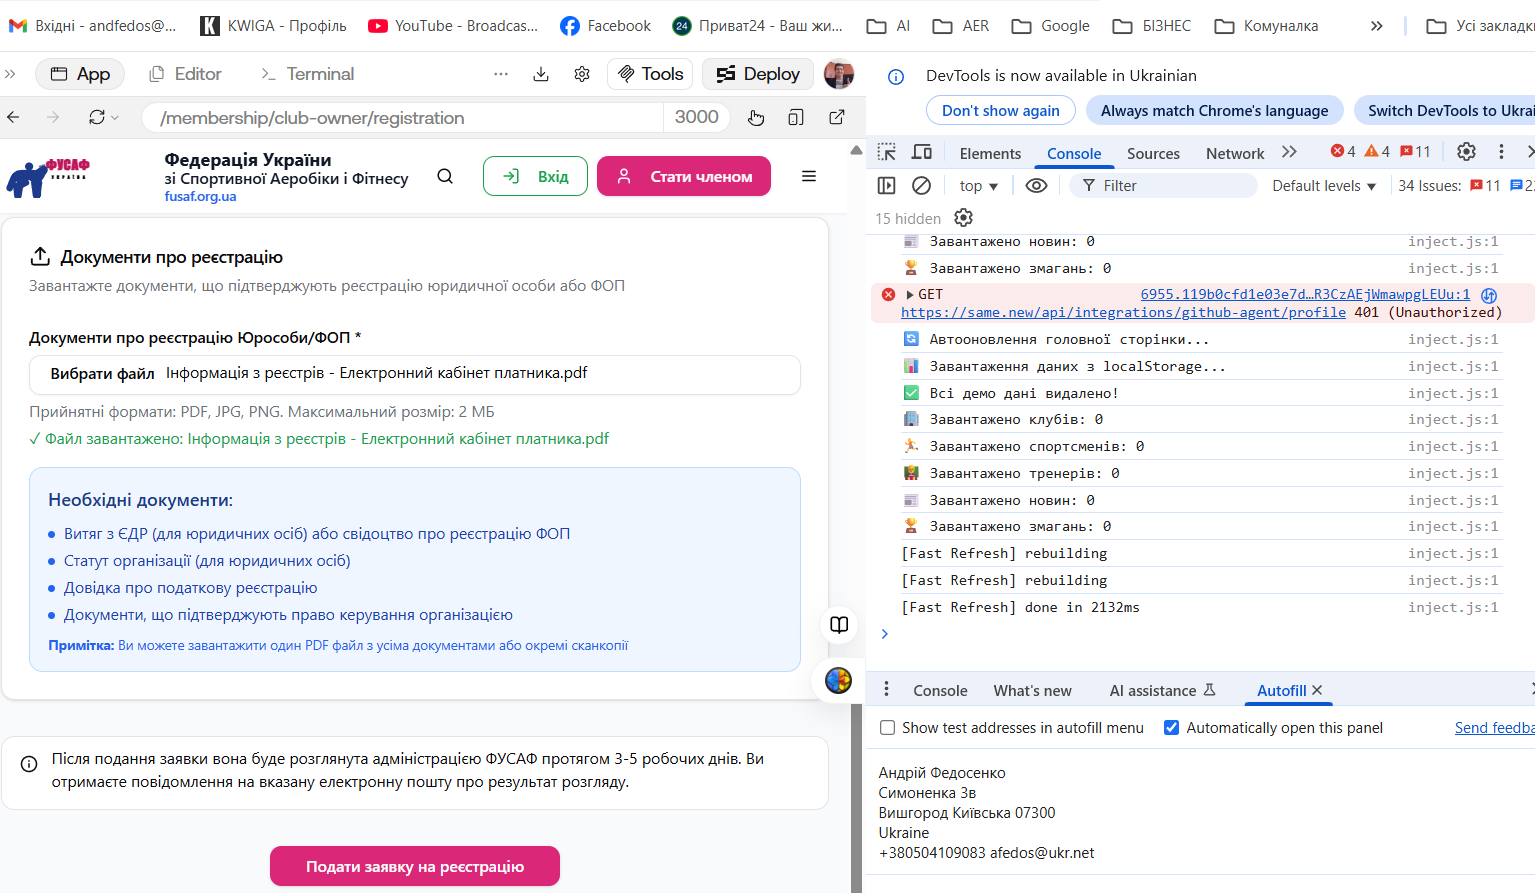 Вхідні - andfedos@...
KWIGA - Профіль
YouTube - Broadcas...
Facebook
24 Приват24 - Ваш жи...
AI
AER
Google
БІЗНЕС
Комуналка
Усі закладки
App
Editor
Terminal
Tools
Deploy
/membership/club-owner/registration
3000
ФУСАФ
УКРАЇНА
Федерація України
зі Спортивної Аеробіки і Фітнесу
fusaf.org.ua
Вхід
Стати членом
Документи про реєстрацію
Завантажте документи, що підтверджують реєстрацію юридичної особи або ФОП
Документи про реєстрацію Юрособи/ФОП *
Вибрати файл Інформація з реєстрів - Електронний кабінет платника.pdf
Прийнятні формати: PDF, JPG, PNG. Максимальний розмір: 2 МБ
✓ Файл завантажено: Інформація з реєстрів - Електронний кабінет платника.pdf
Необхідні документи:
• Витяг з ЄДР (для юридичних осіб) або свідоцтво про реєстрацію ФОП
• Статут організації (для юридичних осіб)
• Довідка про податкову реєстрацію
• Документи, що підтверджують право керування організацією
Примітка: Ви можете завантажити один PDF файл з усіма документами або окремі сканкопії
Після подання заявки вона буде розглянута адміністрацією ФУСАФ протягом 3-5 робочих днів. Ви
отримаєте повідомлення на вказану електронну пошту про результат розгляду.
Подати заявку на реєстрацію
DevTools is now available in Ukrainian
Don't show again
Always match Chrome's language
Switch DevTools to Ukrai
Elements
Console
Sources
Network
4
4
11
top
Filter
Default levels
34 Issues:
11
2
15 hidden
Завантажено новин: 0 inject.js:1
Завантажено змагань: 0 inject.js:1
GET 6955.119b0cfd1e03e7d…R3CzAEjWmawpgLEUu:1
https://same.new/api/integrations/github-agent/profile 401 (Unauthorized)
Автооновлення головної сторінки... inject.js:1
Завантаження даних з localStorage... inject.js:1
Всі демо дані видалено! inject.js:1
Завантажено клубів: 0 inject.js:1
Завантажено спортсменів: 0 inject.js:1
Завантажено тренерів: 0 inject.js:1
Завантажено новин: 0 inject.js:1
Завантажено змагань: 0 inject.js:1
[Fast Refresh] rebuilding inject.js:1
[Fast Refresh] rebuilding inject.js:1
[Fast Refresh] done in 2132ms inject.js:1
Console
What's new
AI assistance
Autofill
Show test addresses in autofill menu
Automatically open this panel
Send feedba
Андрій Федосенко
Симоненка 3в
Вишгород Київська 07300
Ukraine
+380504109083 afedos@ukr.net